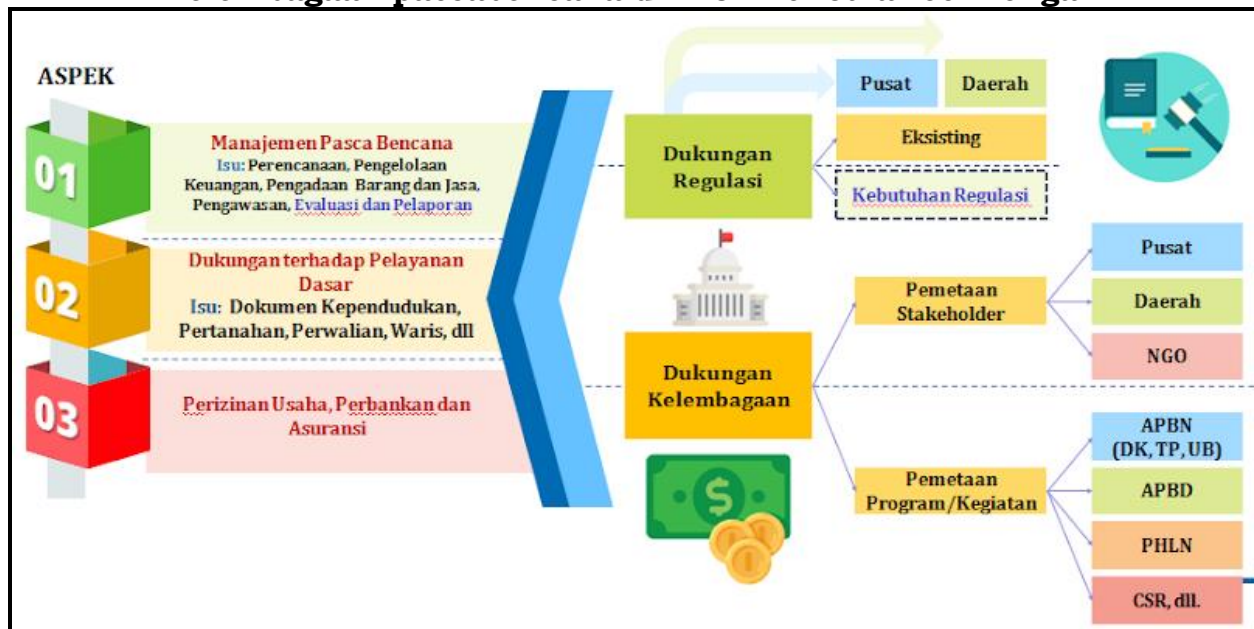 ASPEK
01
Manajemen Pasca Bencana
Isu: Perencanaan, Pengelolaan
Keuangan, Pengadaan Barang dan Jasa,
Pengawasan, Evaluasi dan Pelaporan
02
Dukungan terhadap Pelayanan
Dasar
Isu: Dokumen Kependudukan,
Pertanahan, Perwalian, Waris, dll
03
Perizinan Usaha, Perbankan dan
Asuransi
Dukungan
Regulasi
Pusat
Daerah
Eksisting
Kebutuhan Regulasi
Dukungan
Kelembagaan
Pemetaan
Stakeholder
Pusat
Daerah
NGO
Pemetaan
Program/Kegiatan
APBN
(DK, TP, UB)
APBD
PHLN
CSR, dll.
$